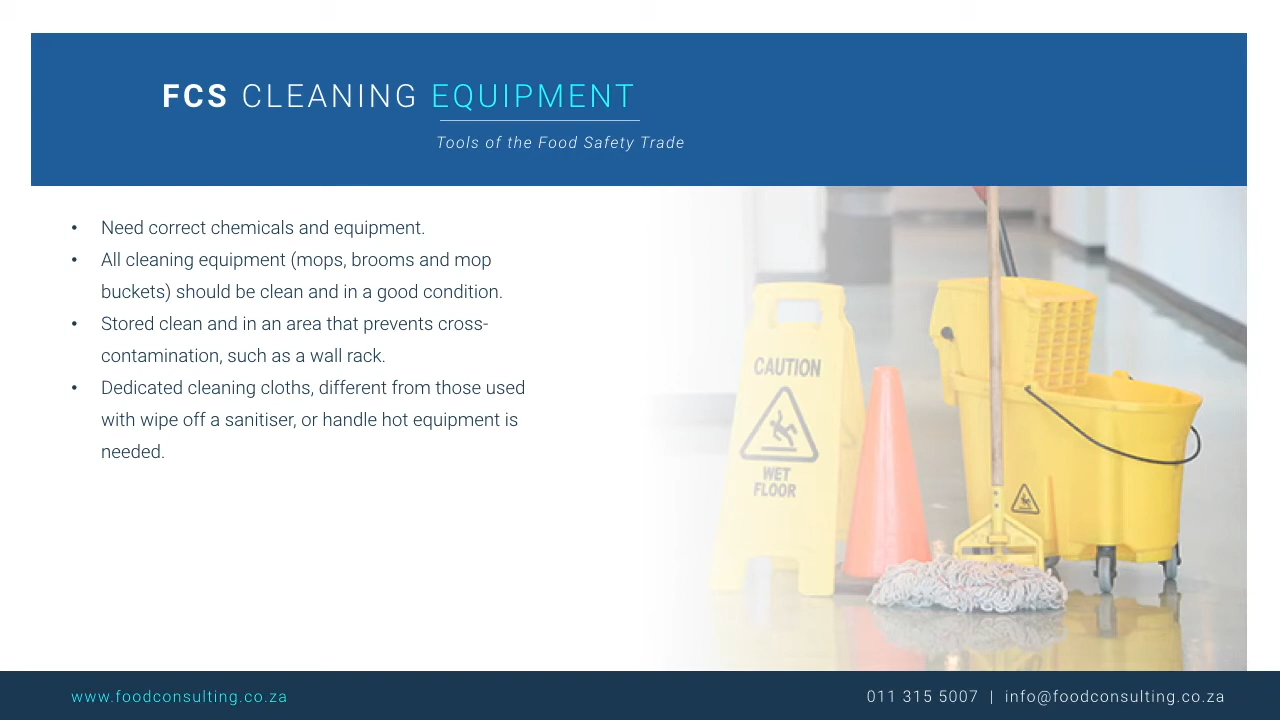 FCS CLEANING EQUIPMENT
Tools of the Food Safety Trade
• Need correct chemicals and equipment.
• All cleaning equipment (mops, brooms and mop
buckets) should be clean and in a good condition.
• Stored clean and in an area that prevents cross-
contamination, such as a wall rack.
• Dedicated cleaning cloths, different from those used
with wipe off a sanitiser, or handle hot equipment is
needed.
CAUTION
WET
FLOOR
www.foodconsulting.co.za
011 315 5007 | info@foodconsulting.co.za